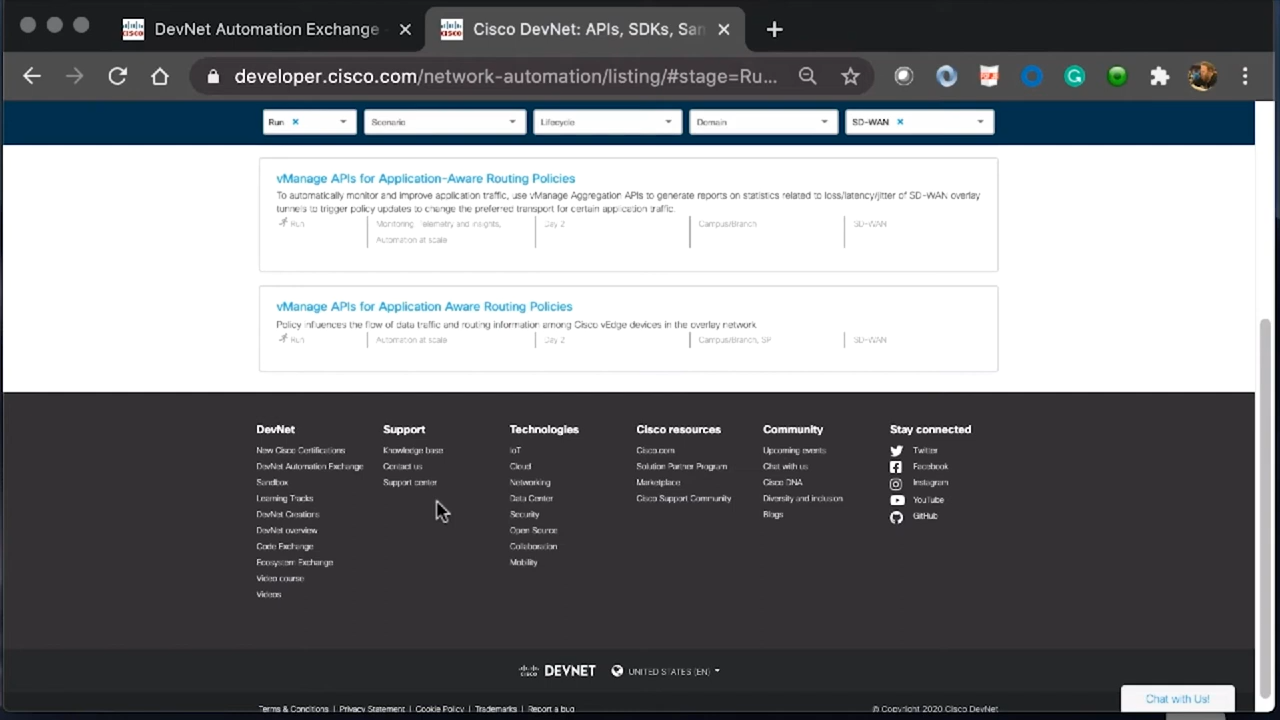 DevNet Automation Exchange
Cisco DevNet: APIs, SDKs, San
developer.cisco.com/network-automation/listing/#stage=Ru...
Run × Scenario Lifecycle Domain SD-WAN ×
vManage APIs for Application-Aware Routing Policies
To automatically monitor and improve application traffic, use vManage Aggregation APIs to generate reports on statistics related to loss/latency/jitter of SD-WAN overlay
tunnels to trigger policy updates to change the preferred transport for certain application traffic.
Run Monitoring, Telemetry and Insights, Day 2 Campus/Branch SD-WAN
Automation at scale
vManage APIs for Application Aware Routing Policies
Policy influences the flow of data traffic and routing information among Cisco vEdge devices in the overlay network
Run Automation at scale Day 2 Campus/Branch, SP SD-WAN
DevNet
New Cisco Certifications
DevNet Automation Exchange
Sandbox
Learning Tracks
DevNet Creations
DevNet overview
Code Exchange
Ecosystem Exchange
Video course
Videos
Support
Knowledge base
Contact us
Support center
Technologies
IoT
Cloud
Networking
Data Center
Security
Open Source
Collaboration
Mobility
Cisco resources
Cisco.com
Solution Partner Program
Marketplace
Cisco Support Community
Community
Upcoming events
Chat with us
Cisco DNA
Diversity and inclusion
Blogs
Stay connected
Twitter
Facebook
Instagram
YouTube
GitHub
CISCO DEVNET UNITED STATES (EN)
Chat with Us!
Terms & Conditions | Privacy Statement | Cookie Policy | Trademarks | Report a bug
© Copyright 2020 Cisco DevNet